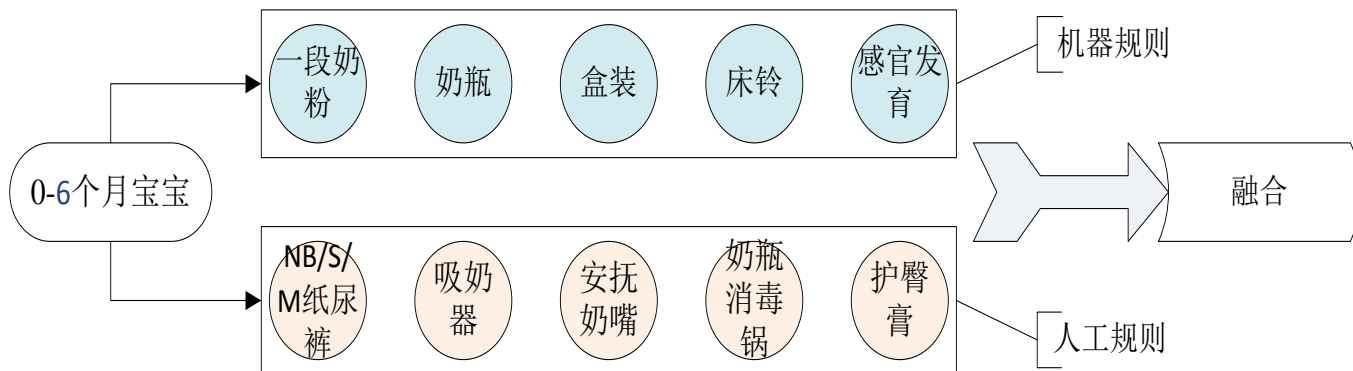 一段奶
粉
奶瓶
盒装
床铃
感官发
育
机器规则
0-6个月宝宝
融合
NB/S/
M纸尿
裤
吸奶
器
安抚
奶嘴
奶瓶
消毒
锅
护臀
膏
人工规则